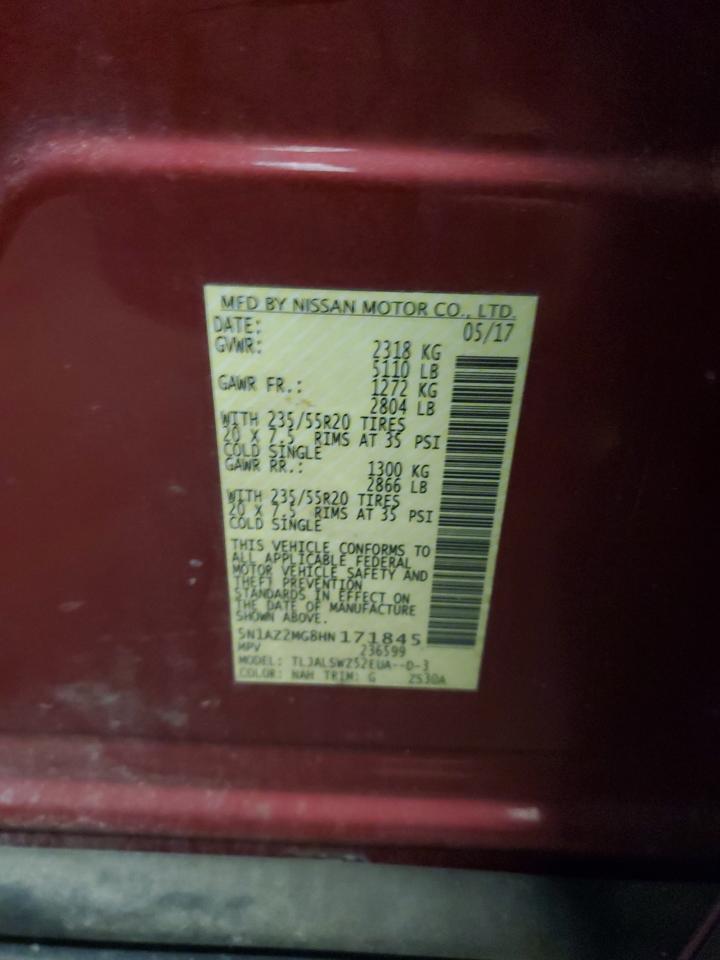 MFD BY NISSAN MOTOR CO., LTD.
DATE: 05/17
GVWR: 2318 KG
5110 LB
GAWR FR.: 1272 KG
2804 LB
WITH 235/55R20 TIRES
20 X 7.5 RIMS AT 35 PSI
COLD SINGLE
GAWR RR.: 1300 KG
2866 LB
WITH 235/55R20 TIRES
20 X 7.5 RIMS AT 35 PSI
COLD SINGLE
THIS VEHICLE CONFORMS TO
ALL APPLICABLE FEDERAL
MOTOR VEHICLE SAFETY AND
THEFT PREVENTION
STANDARDS IN EFFECT ON
THE DATE OF MANUFACTURE
SHOWN ABOVE.
5N1AZ2MG8HN171845
MPV 236599
MODEL: TLJALSWZ52EUA--D-3
COLOR: NAH TRIM: G Z530A